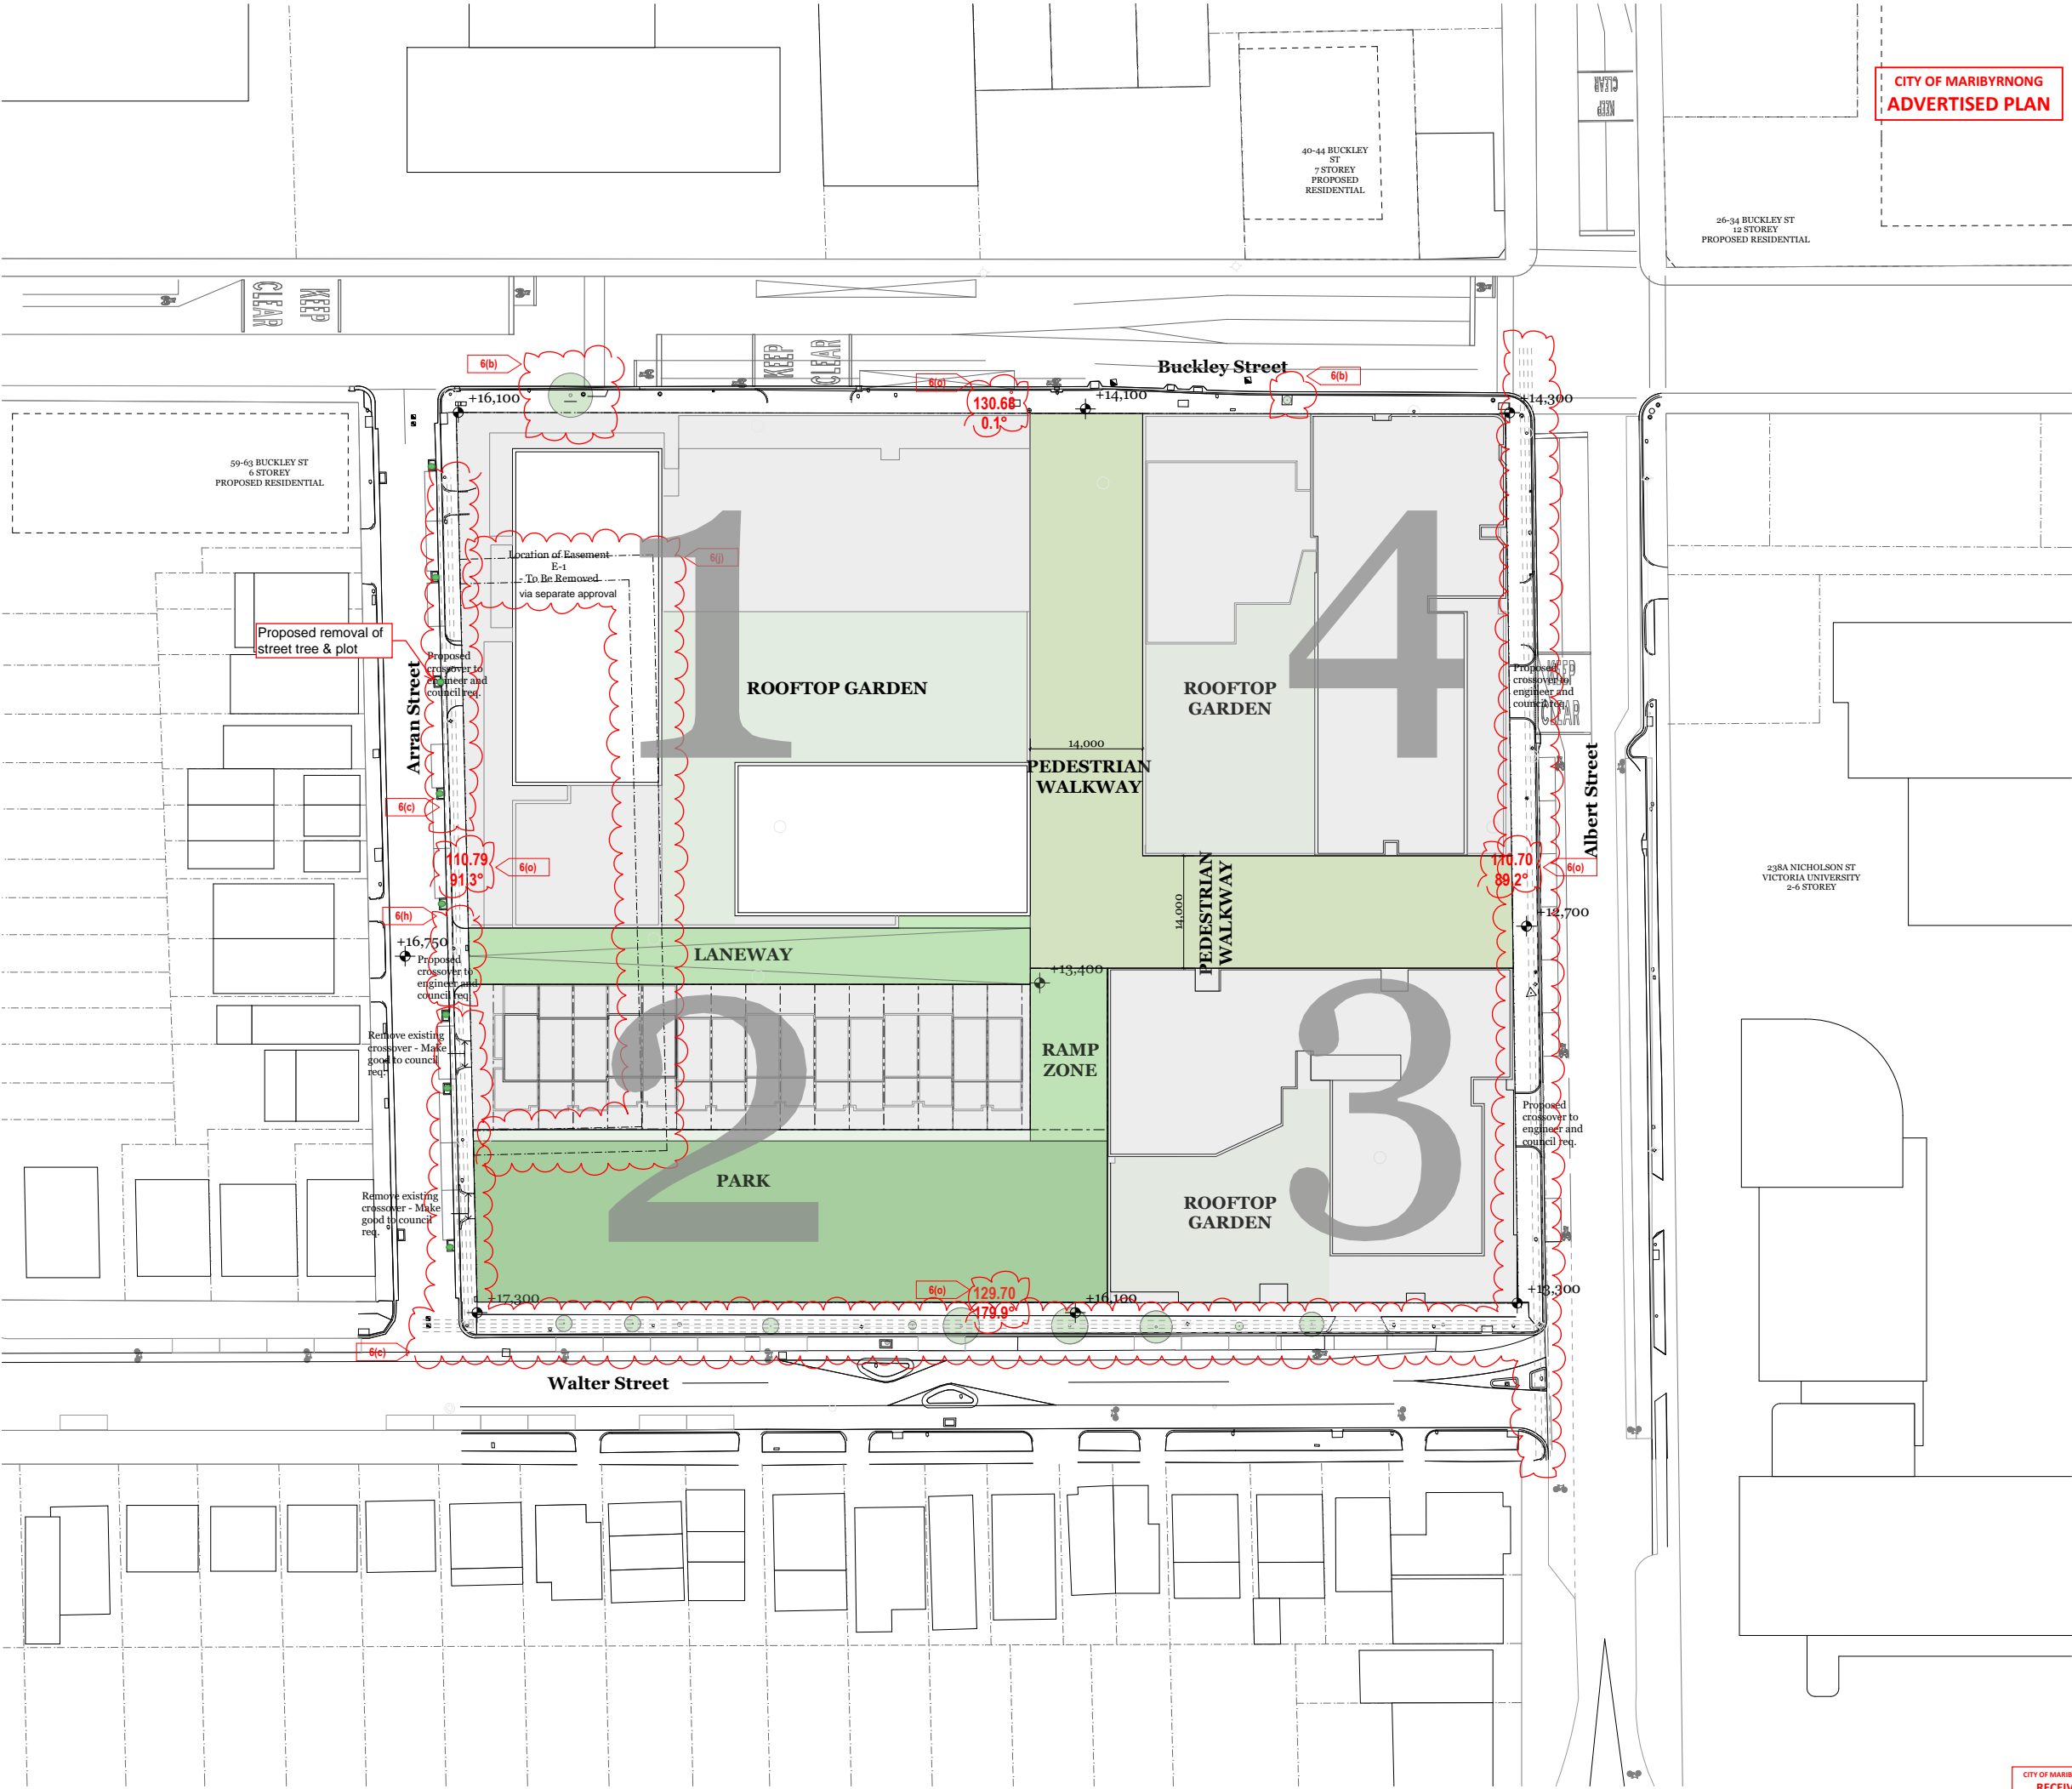 CITY OF MARIBYRNONG
ADVERTISED PLAN
KEEP
CLEAR
40-44 BUCKLEY
ST
7 STOREY
PROPOSED
RESIDENTIAL
26-34 BUCKLEY ST
12 STOREY
PROPOSED RESIDENTIAL
KEEP
CLEAR
KEEP
CLEAR
Buckley Street
6(b)
6(o)
6(b)
+16,100
130.68
0.1°
+14,100
+14,300
59-63 BUCKLEY ST
6 STOREY
PROPOSED RESIDENTIAL
1
4
Location of Easement
E-1
- To Be Removed
via separate approval
6(j)
Proposed removal of
street tree & plot
Proposed
crossover to
engineer and
council req.
Arran Street
ROOFTOP GARDEN
ROOFTOP
GARDEN
Proposed
crossover to
engineer and
council req.
KEEP
CLEAR
14,000
PEDESTRIAN
WALKWAY
Albert Street
6(c)
110.79
91.3°
6(o)
14,000
PEDESTRIAN
WALKWAY
110.70
89.2°
6(o)
238A NICHOLSON ST
VICTORIA UNIVERSITY
2-6 STOREY
6(h)
+12,700
+16,750
Proposed
crossover to
engineer and
council req.
LANEWAY
+13,400
2
3
Remove existing
crossover - Make
good to council
req.
RAMP
ZONE
Proposed
crossover to
engineer and
council req.
PARK
Remove existing
crossover - Make
good to council
req.
ROOFTOP
GARDEN
6(o)
129.70
179.9°
+17,300
+16,100
+13,300
6(c)
Walter Street
CITY OF MARIB
RECEIV